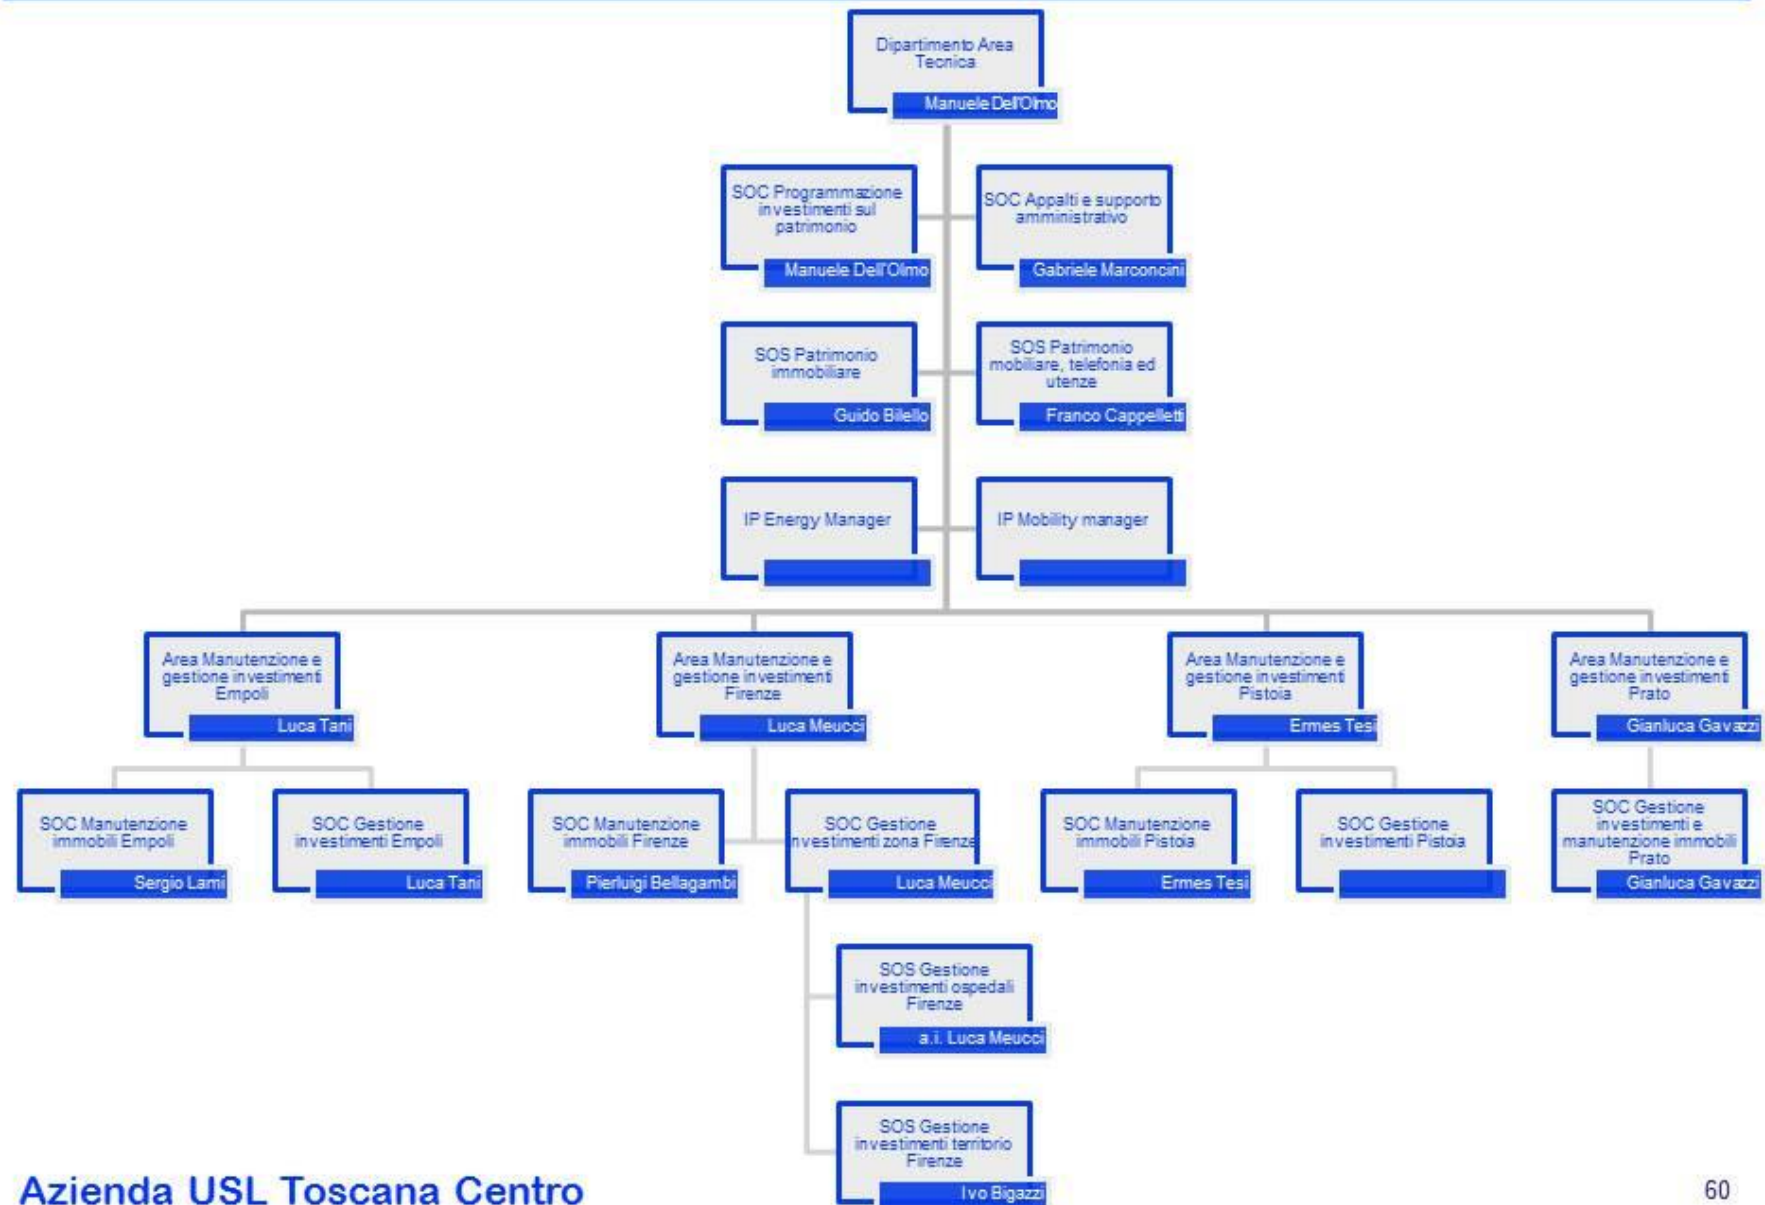 Dipartimento Area
Tecnica
Manuele Dell'Olmo
SOC Programmazione
investimenti sul
patrimonio
Manuele Dell'Olmo
SOC Appalti e supporto
amministrativo
Gabriele Marconcini
SOS Patrimonio
immobiliare
Guido Bilello
SOS Patrimonio
mobiliare, telefonia ed
utenze
Franco Cappelletti
IP Energy Manager
IP Mobility manager
Area Manutenzione e
gestione investimenti
Empoli
Luca Tani
Area Manutenzione e
gestione investimenti
Firenze
Luca Meucci
Area Manutenzione e
gestione investimenti
Pistoia
Ermes Tesi
Area Manutenzione e
gestione investimenti
Prato
Gianluca Gavazzi
SOC Manutenzione
immobili Empoli
Sergio Lami
SOC Gestione
investimenti Empoli
Luca Tani
SOC Manutenzione
immobili Firenze
Pierluigi Bellagambi
SOC Gestione
investimenti zona Firenze
Luca Meucci
SOC Manutenzione
immobili Pistoia
Ermes Tesi
SOC Gestione
investimenti Pistoia
SOC Gestione
investimenti e
manutenzione immobili
Prato
Gianluca Gavazzi
SOS Gestione
investimenti ospedali
Firenze
a.i. Luca Meucci
SOS Gestione
investimenti territorio
Firenze
Ivo Bigazzi
Azienda USL Toscana Centro
60